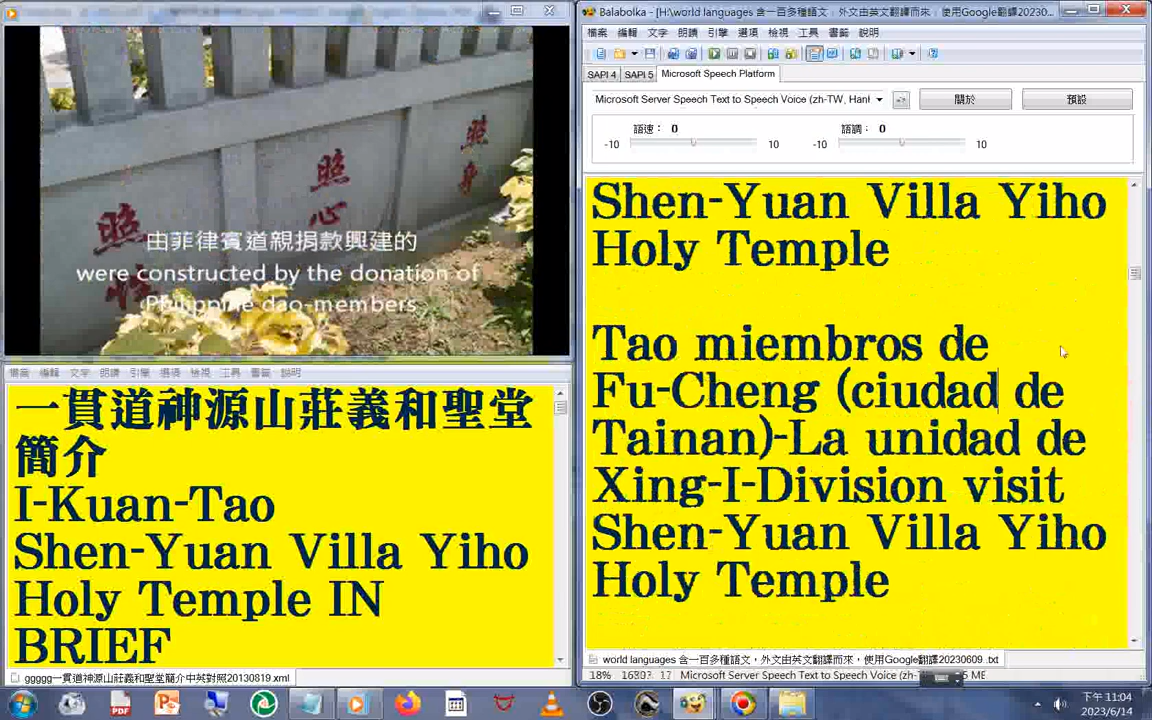 照身
照心
照
由菲律賓道親捐款興建的
were constructed by the donation of
Philippine dao-members
檔案 編輯 文字 朗讀 引擎 選項 檢視 工具 書籤 說明
一貫道神源山莊義和聖堂
簡介
I-Kuan-Tao
Shen-Yuan Villa Yiho
Holy Temple IN
BRIEF
ggggg一貫道神源山莊義和聖堂簡介中英對照20130819.xml
Balabolka - [H:\world languages 含一百多種語文，外文由英文翻譯而來，使用Google翻譯20230...
檔案 編輯 文字 朗讀 引擎 選項 檢視 工具 書籤 說明
SAPI 4 SAPI 5 Microsoft Speech Platform
Microsoft Server Speech Text to Speech Voice (zh-TW, Hanl
關於
預設
語速： 0 語調： 0
-10 10 -10 10
Shen-Yuan Villa Yiho
Holy Temple
Tao miembros de
Fu-Cheng (ciudad de
Tainan)-La unidad de
Xing-I-Division visit
Shen-Yuan Villa Yiho
Holy Temple
world languages 含一百多種語文，外文由英文翻譯而來，使用Google翻譯20230609 .txt
18% Microsoft Server Speech Text to Speech Voice (zh-
下午 11:04
2023/6/14